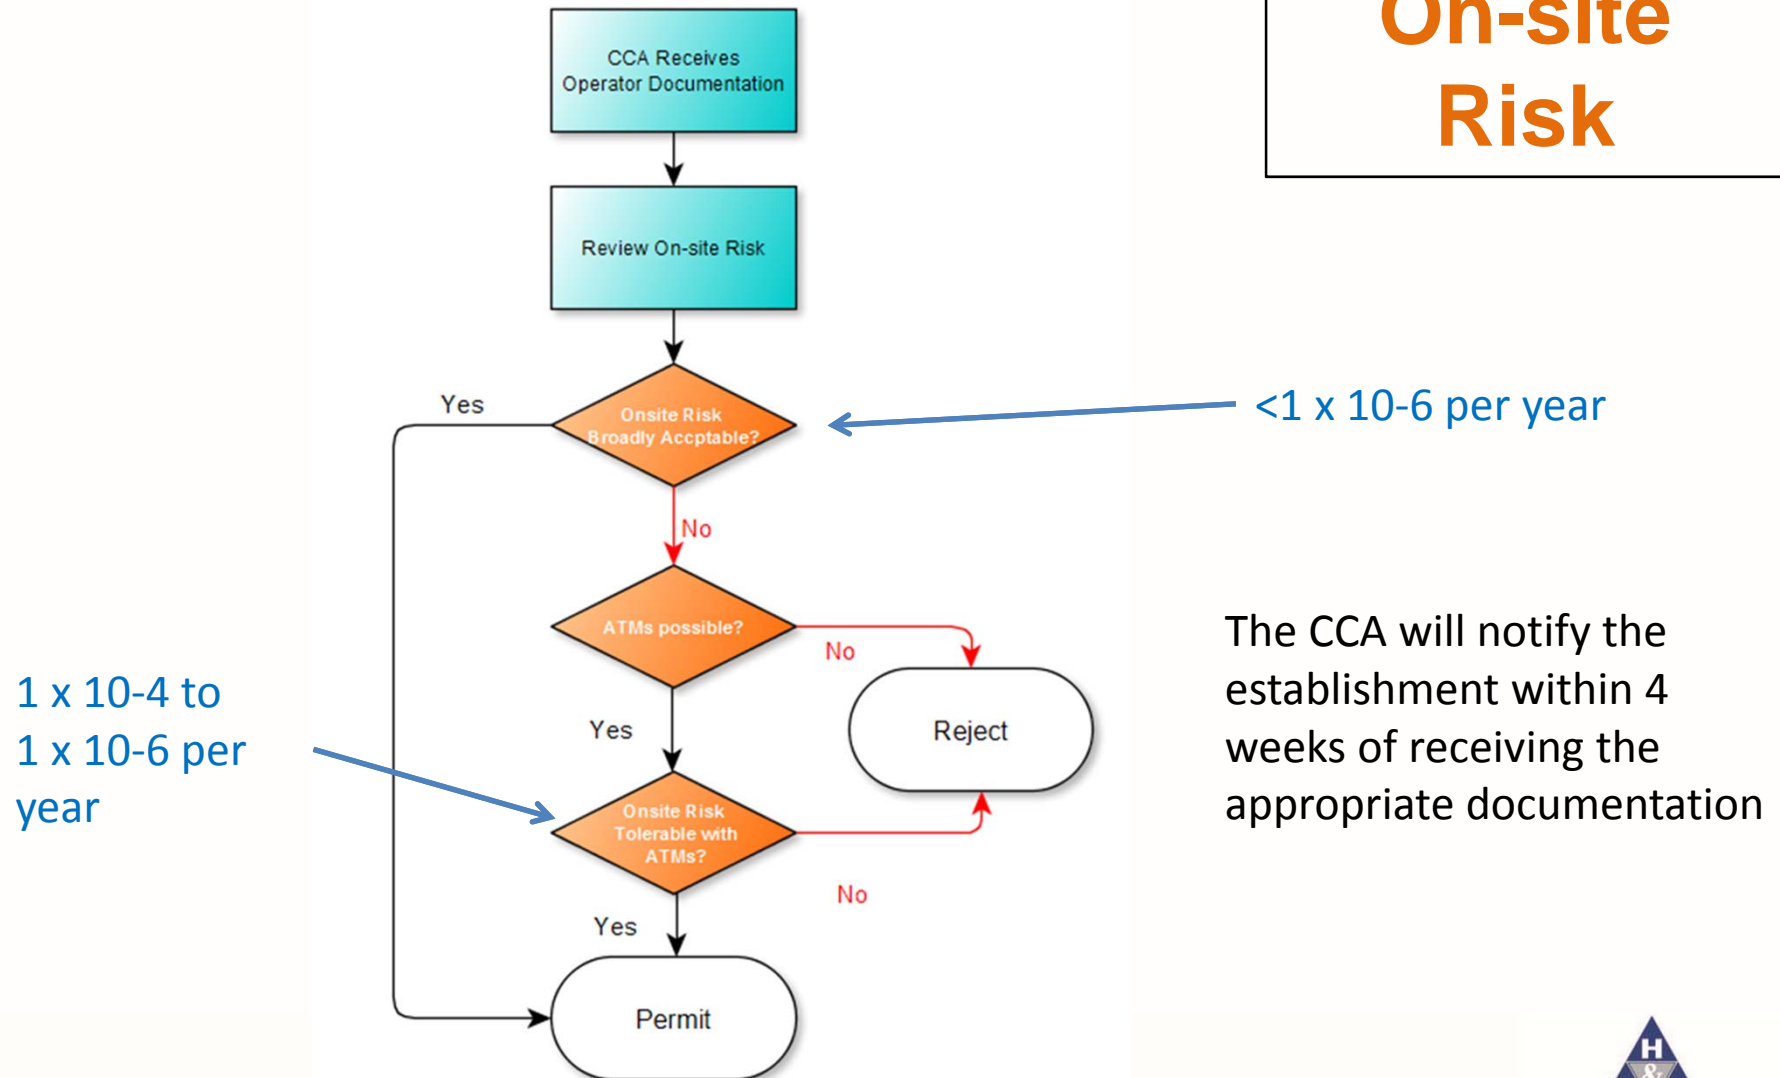 On-site
Risk
CCA Receives
Operator Documentation
Review On-site Risk
Yes
Onsite Risk
Broadly Accptable?
<1 x 10-6 per year
No
ATMs possible?
No
Yes
Reject
1 x 10-4 to
1 x 10-6 per
year
The CCA will notify the
establishment within 4
weeks of receiving the
appropriate documentation
Onsite Risk
Tolerable with
ATMs?
No
Yes
Permit
H
&